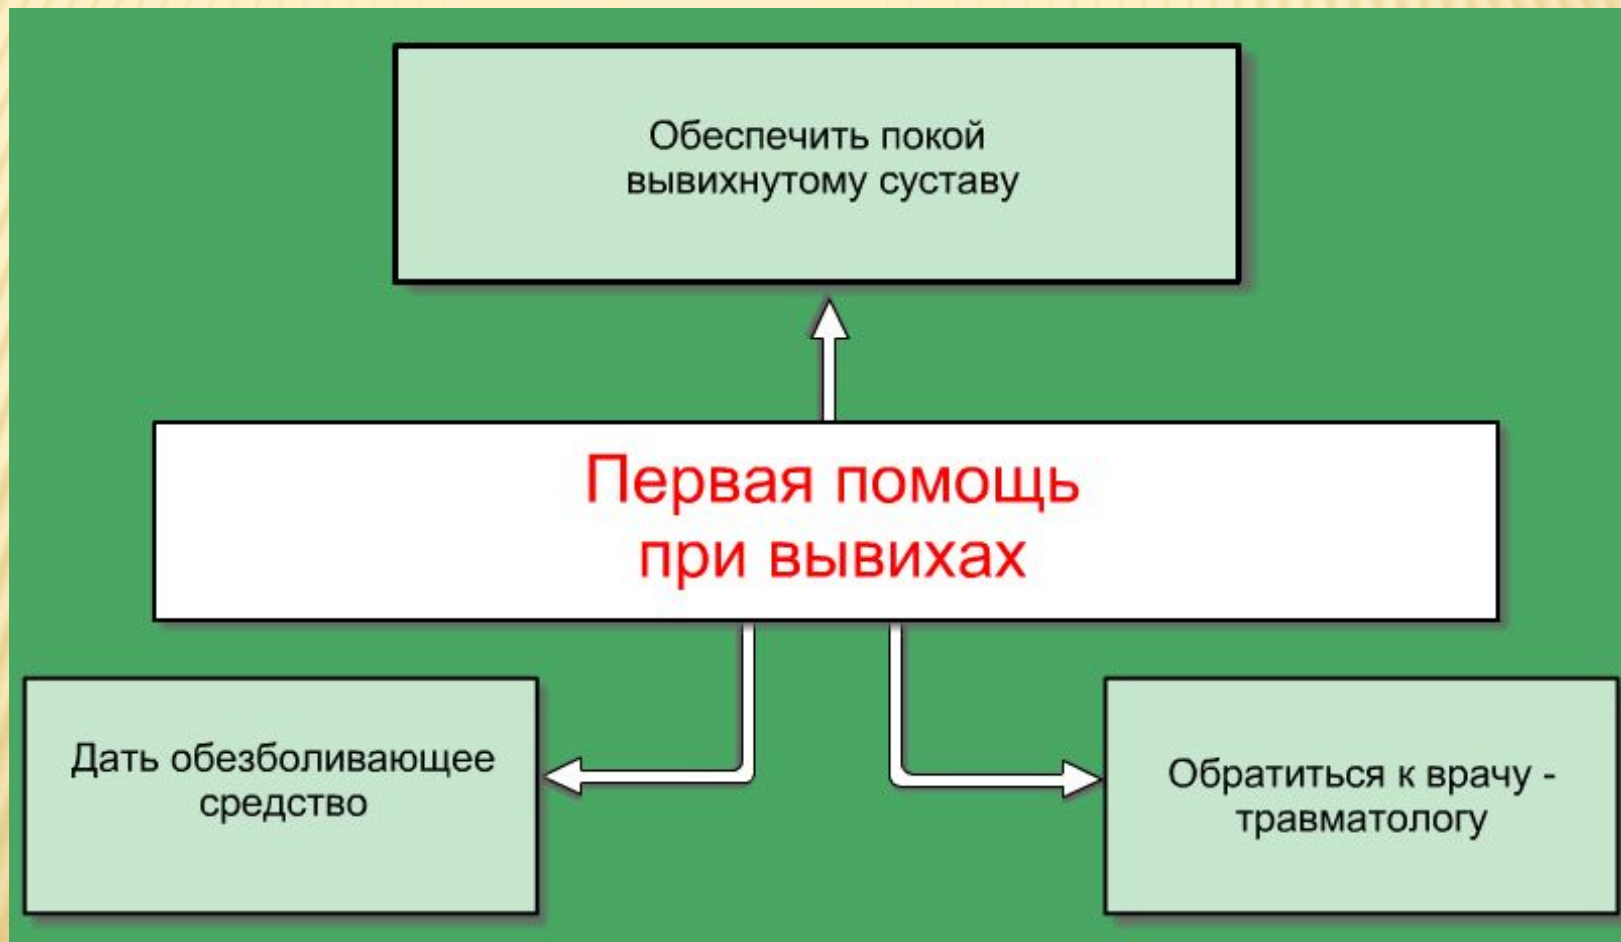 Обеспечить покой
вывихнутому суставу
Первая помощь
при вывихах
Дать обезболивающее
средство
Обратиться к врачу -
травматологу